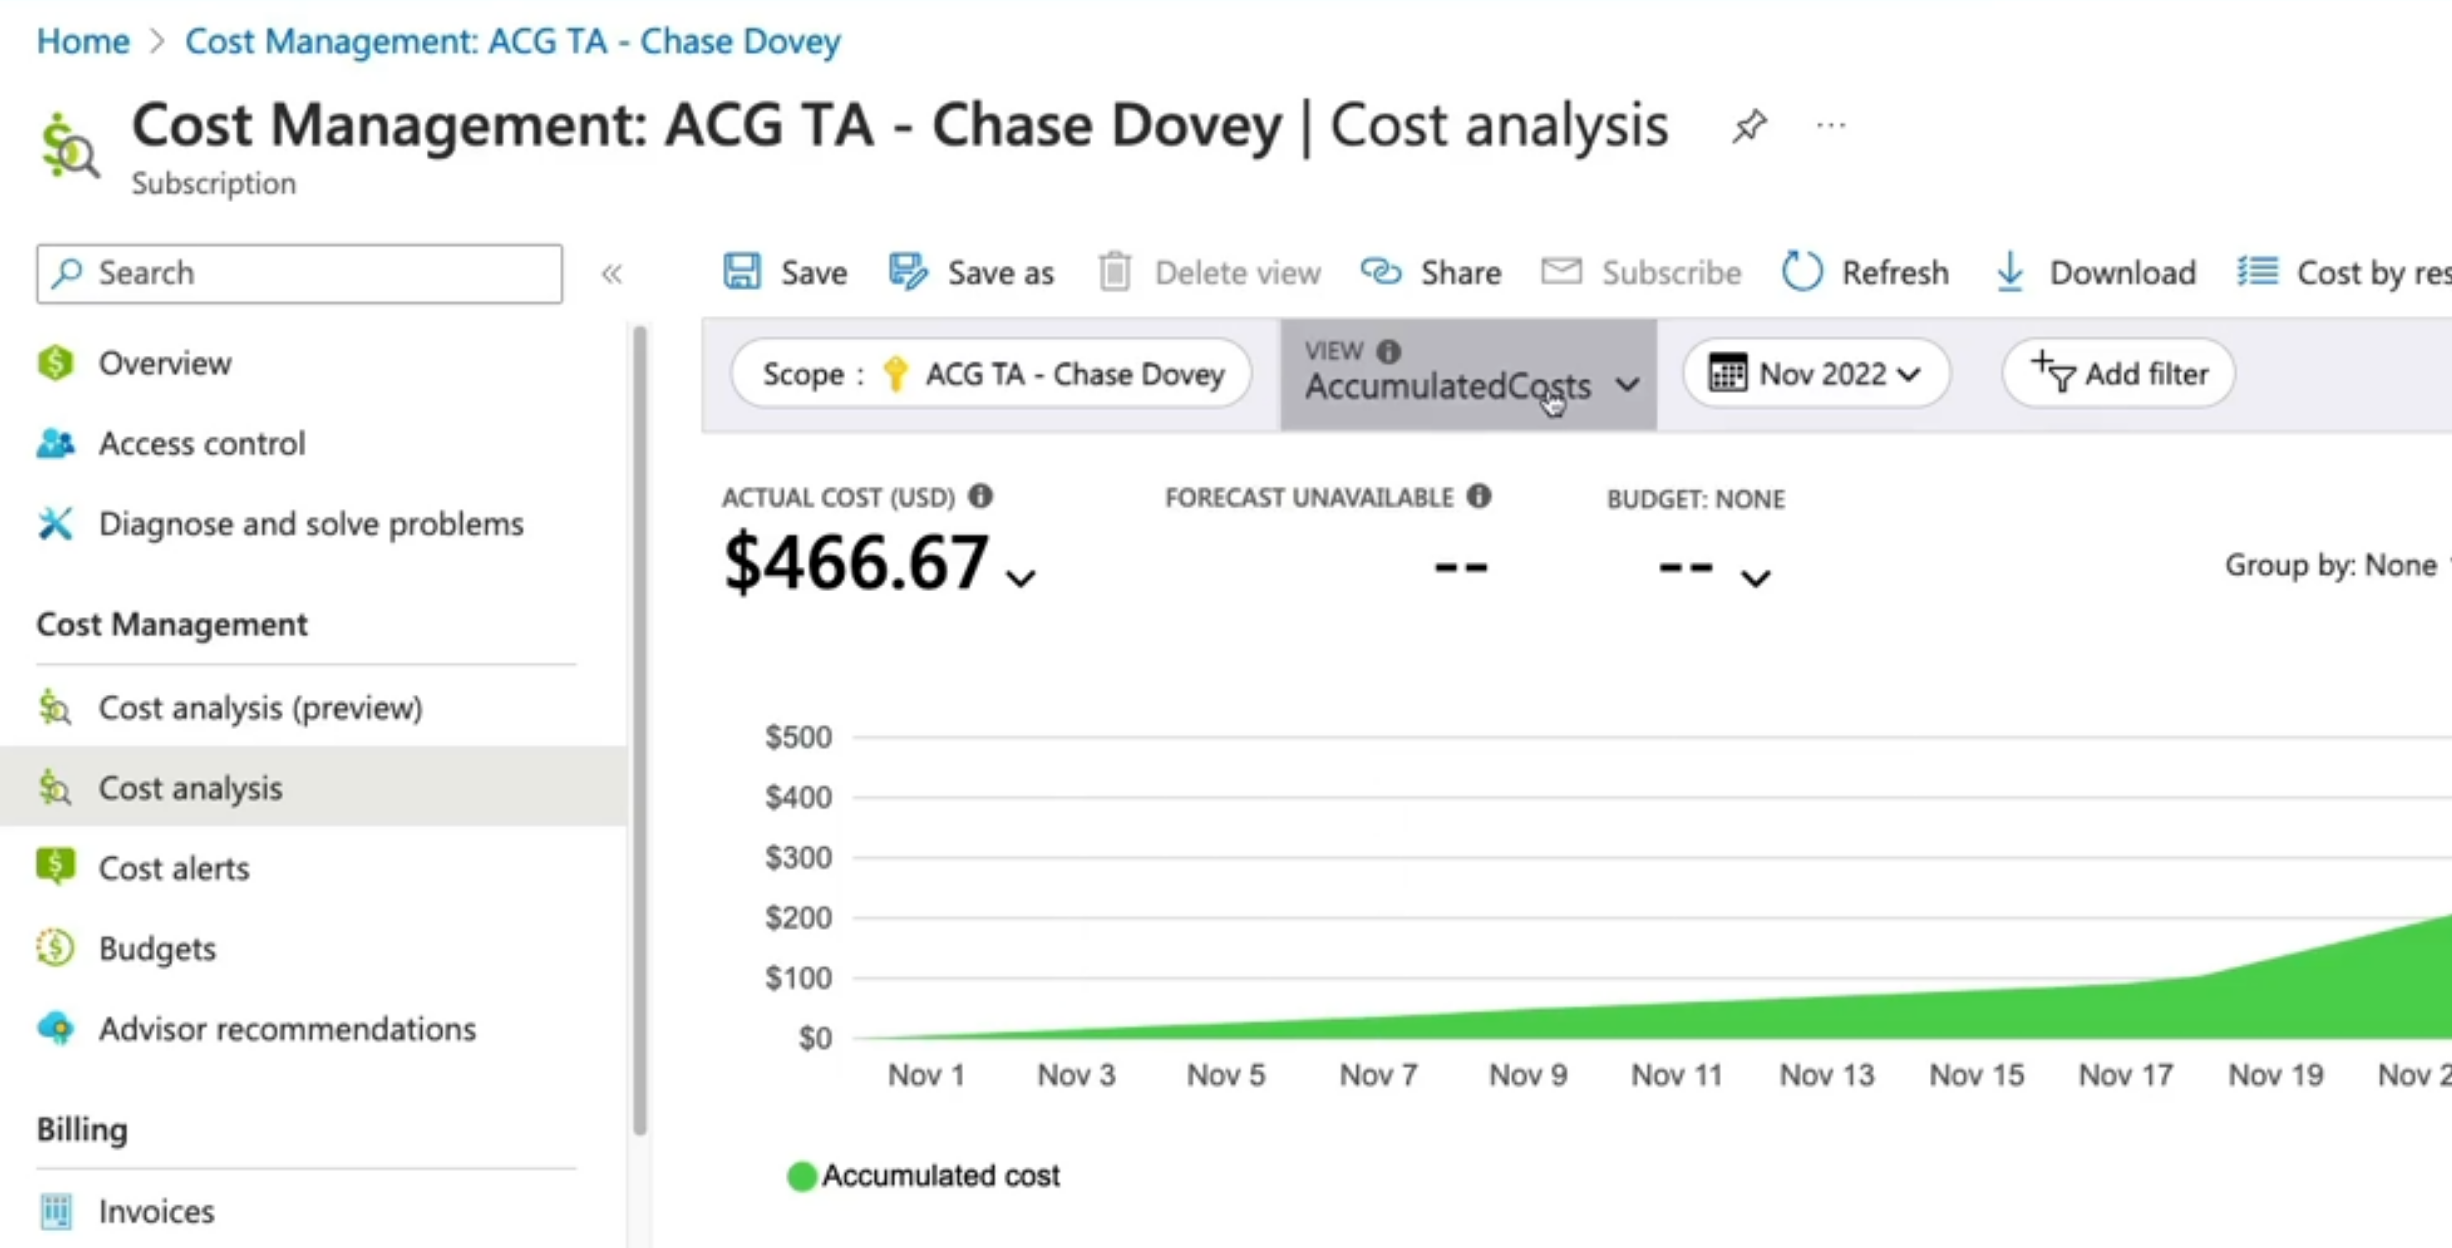 Home > Cost Management: ACG TA - Chase Dovey
Cost Management: ACG TA - Chase Dovey | Cost analysis ...
Subscription
Search «
Overview
Access control
Diagnose and solve problems
Cost Management
Cost analysis (preview)
Cost analysis
Cost alerts
Budgets
Advisor recommendations
Billing
Invoices
Save Save as Delete view Share Subscribe Refresh Download Cost by res
Scope : ACG TA - Chase Dovey
VIEW
AccumulatedCosts
Nov 2022
Add filter
ACTUAL COST (USD)
$466.67
FORECAST UNAVAILABLE
--
BUDGET: NONE
--
Group by: None
$500
$400
$300
$200
$100
$0
Nov 1 Nov 3 Nov 5 Nov 7 Nov 9 Nov 11 Nov 13 Nov 15 Nov 17 Nov 19 Nov 2
Accumulated cost